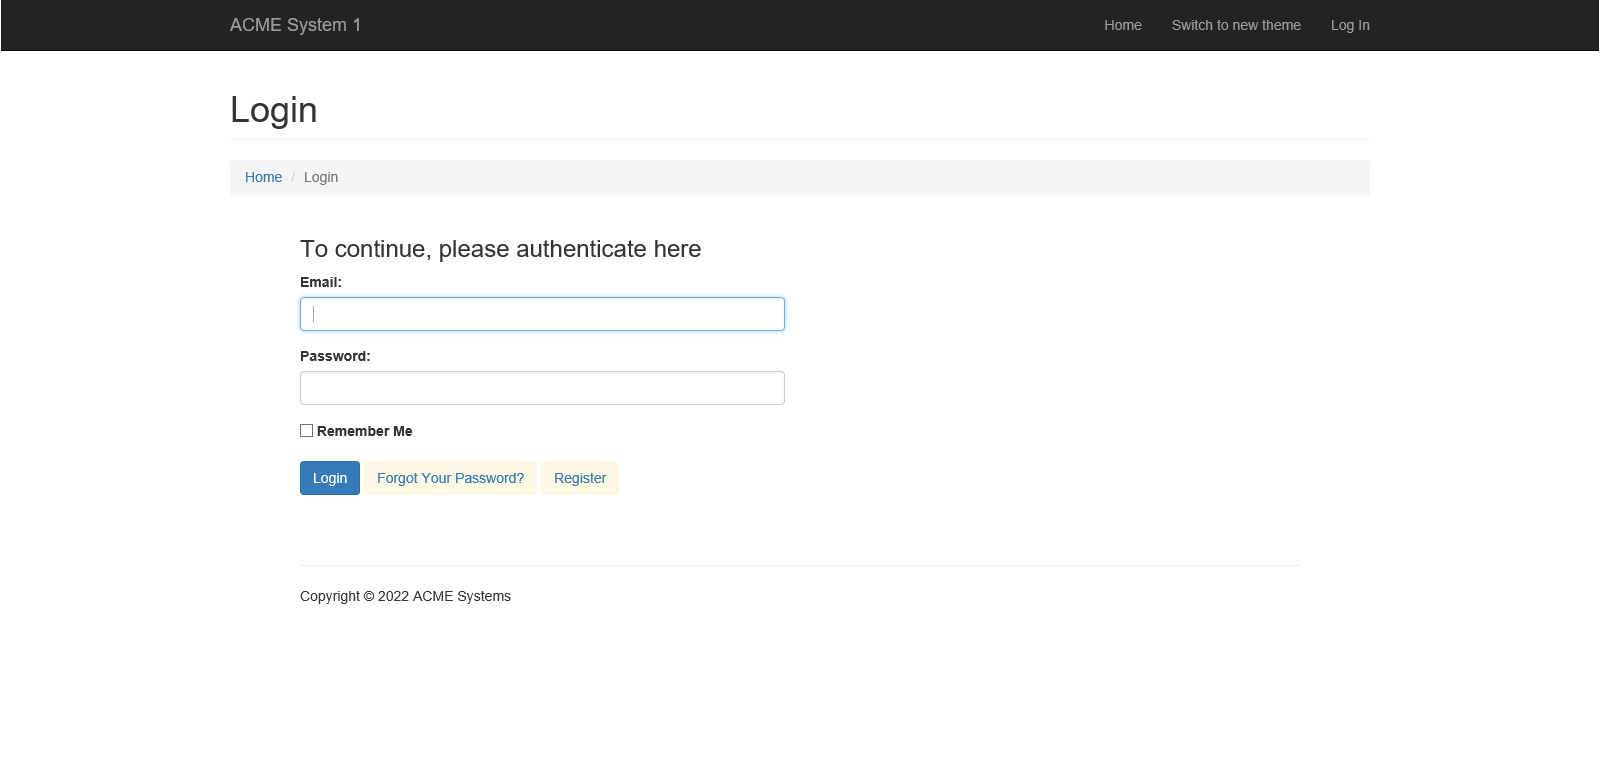 ACME System 1 Home Switch to new theme Log In
Login
Home / Login
To continue, please authenticate here
Email:
Password:
Remember Me
Login Forgot Your Password? Register
Copyright © 2022 ACME Systems